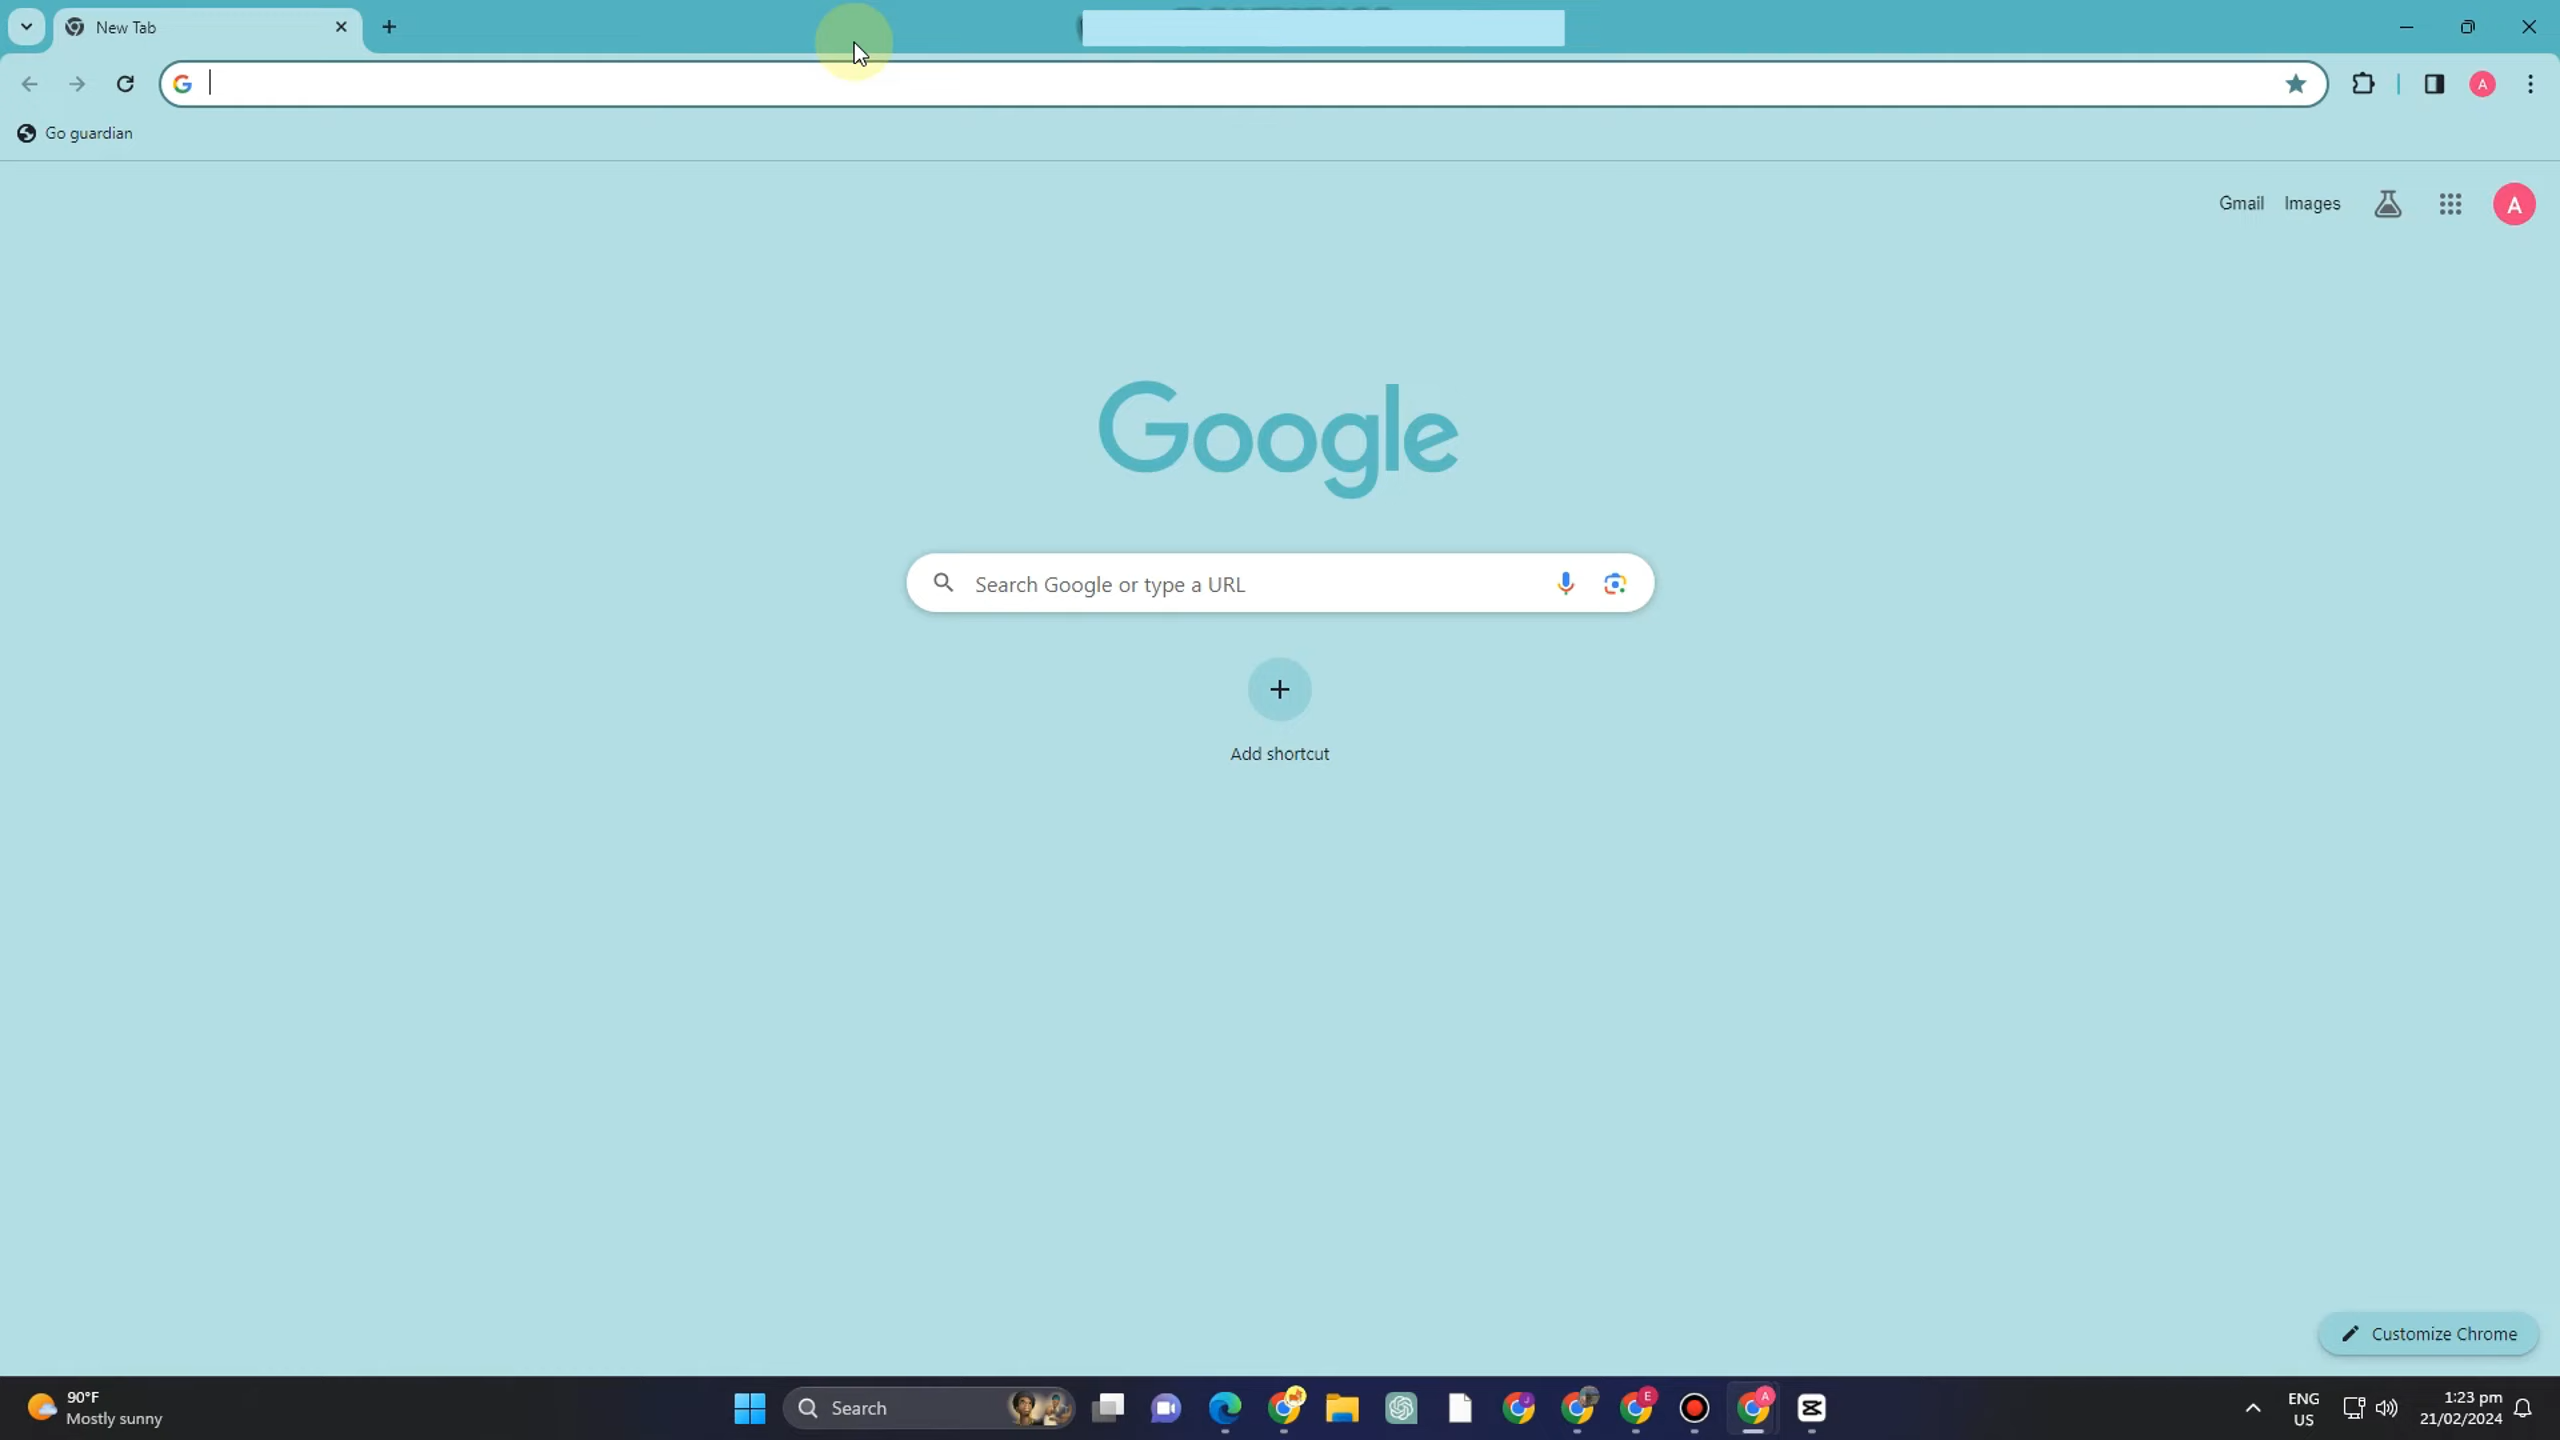 New Tab
Go guardian
Gmail Images
A
A
Google
Search Google or type a URL
Add shortcut
Customize Chrome
90°F
Mostly sunny
Search
J
E
A
ENG
US
1:23 pm
21/02/2024